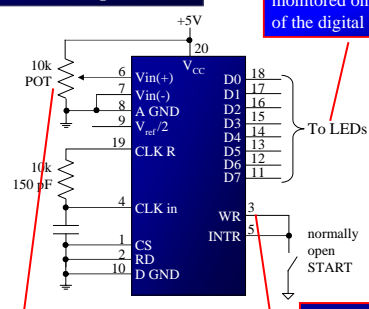 monitored on
of the digital
+5V
20
V CC
10k
POT
6 Vin(+)
7 Vin(-)
8 A GND
9 Vref/2
19 CLK R
10k
150 pF
4 CLK in
1 CS
2 RD
10 D GND
D0 18
D1 17
D2 16
D3 15
D4 14
D5 13
D6 12
D7 11
To LEDs
WR 3
INTR 5
normally
open
START